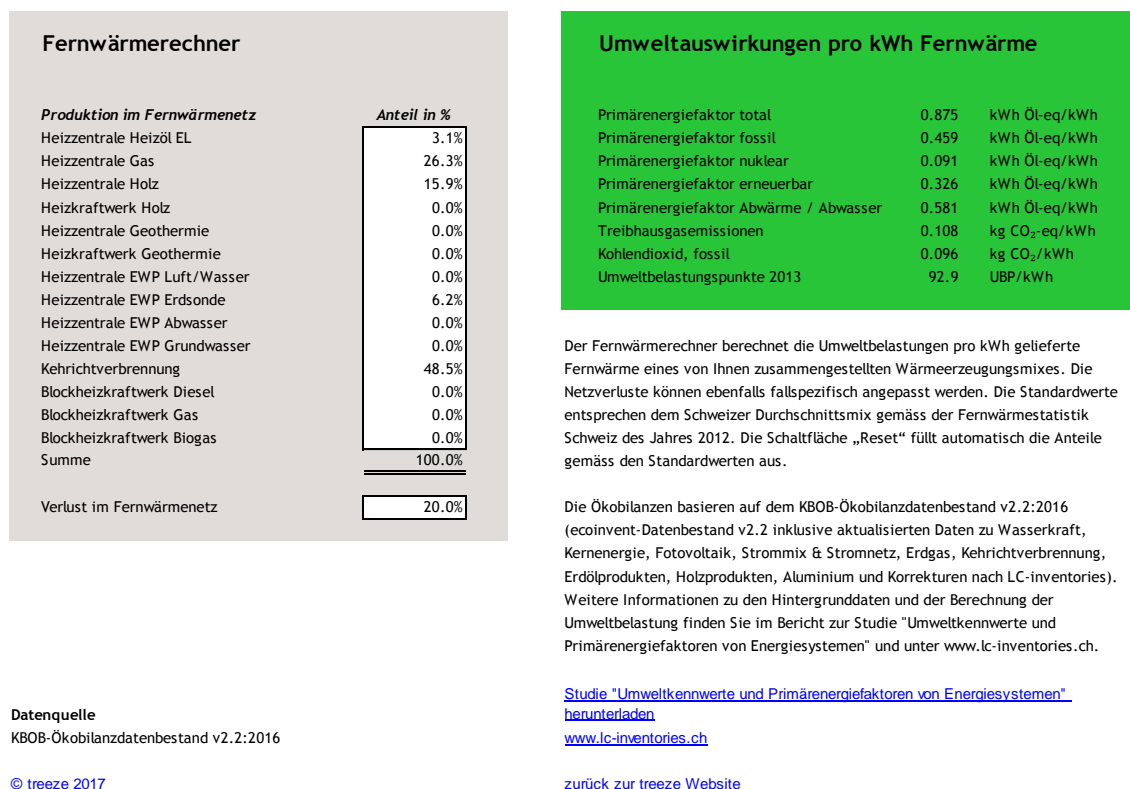 Fernwärmerechner
Produktion im Fernwärmenetz Anteil in %
Heizzentrale Heizöl EL 3.1%
Heizzentrale Gas 26.3%
Heizzentrale Holz 15.9%
Heizkraftwerk Holz 0.0%
Heizzentrale Geothermie 0.0%
Heizkraftwerk Geothermie 0.0%
Heizzentrale EWP Luft/Wasser 0.0%
Heizzentrale EWP Erdsonde 6.2%
Heizzentrale EWP Abwasser 0.0%
Heizzentrale EWP Grundwasser 0.0%
Kehrichtverbrennung 48.5%
Blockheizkraftwerk Diesel 0.0%
Blockheizkraftwerk Gas 0.0%
Blockheizkraftwerk Biogas 0.0%
Summe 100.0%
Verlust im Fernwärmenetz 20.0%
Datenquelle
KBOB-Ökobilanzdatenbestand v2.2:2016
© treeze 2017
Umweltauswirkungen pro kWh Fernwärme
Primärenergiefaktor total 0.875 kWh Öl-eq/kWh
Primärenergiefaktor fossil 0.459 kWh Öl-eq/kWh
Primärenergiefaktor nuklear 0.091 kWh Öl-eq/kWh
Primärenergiefaktor erneuerbar 0.326 kWh Öl-eq/kWh
Primärenergiefaktor Abwärme / Abwasser 0.581 kWh Öl-eq/kWh
Treibhausgasemissionen 0.108 kg CO₂-eq/kWh
Kohlendioxid, fossil 0.096 kg CO₂/kWh
Umweltbelastungspunkte 2013 92.9 UBP/kWh
Der Fernwärmerechner berechnet die Umweltbelastungen pro kWh gelieferte
Fernwärme eines von Ihnen zusammengestellten Wärmeerzeugungsmixes. Die
Netzverluste können ebenfalls fallspezifisch angepasst werden. Die Standardwerte
entsprechen dem Schweizer Durchschnittsmix gemäss der Fernwärmestatistik
Schweiz des Jahres 2012. Die Schaltfläche „Reset“ füllt automatisch die Anteile
gemäss den Standardwerten aus.
Die Ökobilanzen basieren auf dem KBOB-Ökobilanzdatenbestand v2.2:2016
(ecoinvent-Datenbestand v2.2 inklusive aktualisierten Daten zu Wasserkraft,
Kernenergie, Fotovoltaik, Strommix & Stromnetz, Erdgas, Kehrichtverbrennung,
Erdölprodukten, Holzprodukten, Aluminium und Korrekturen nach LC-inventories).
Weitere Informationen zu den Hintergrunddaten und der Berechnung der
Umweltbelastung finden Sie im Bericht zur Studie "Umweltkennwerte und
Primärenergiefaktoren von Energiesystemen" und unter www.lc-inventories.ch.
Studie "Umweltkennwerte und Primärenergiefaktoren von Energiesystemen"
herunterladen
www.lc-inventories.ch
zurück zur treeze Website